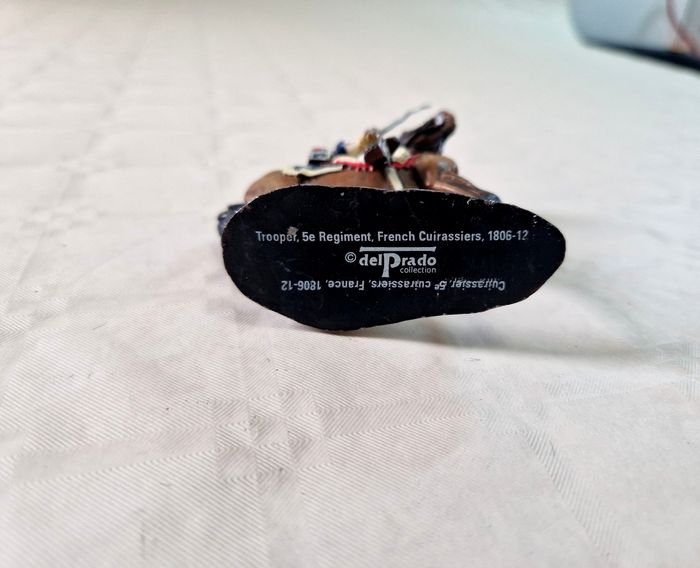 Trooper, 5e Regiment, French Cuirassiers, 1806-12
© delPrado
collection
Cuirassier, 5e cuirassiers, France, 1806-12